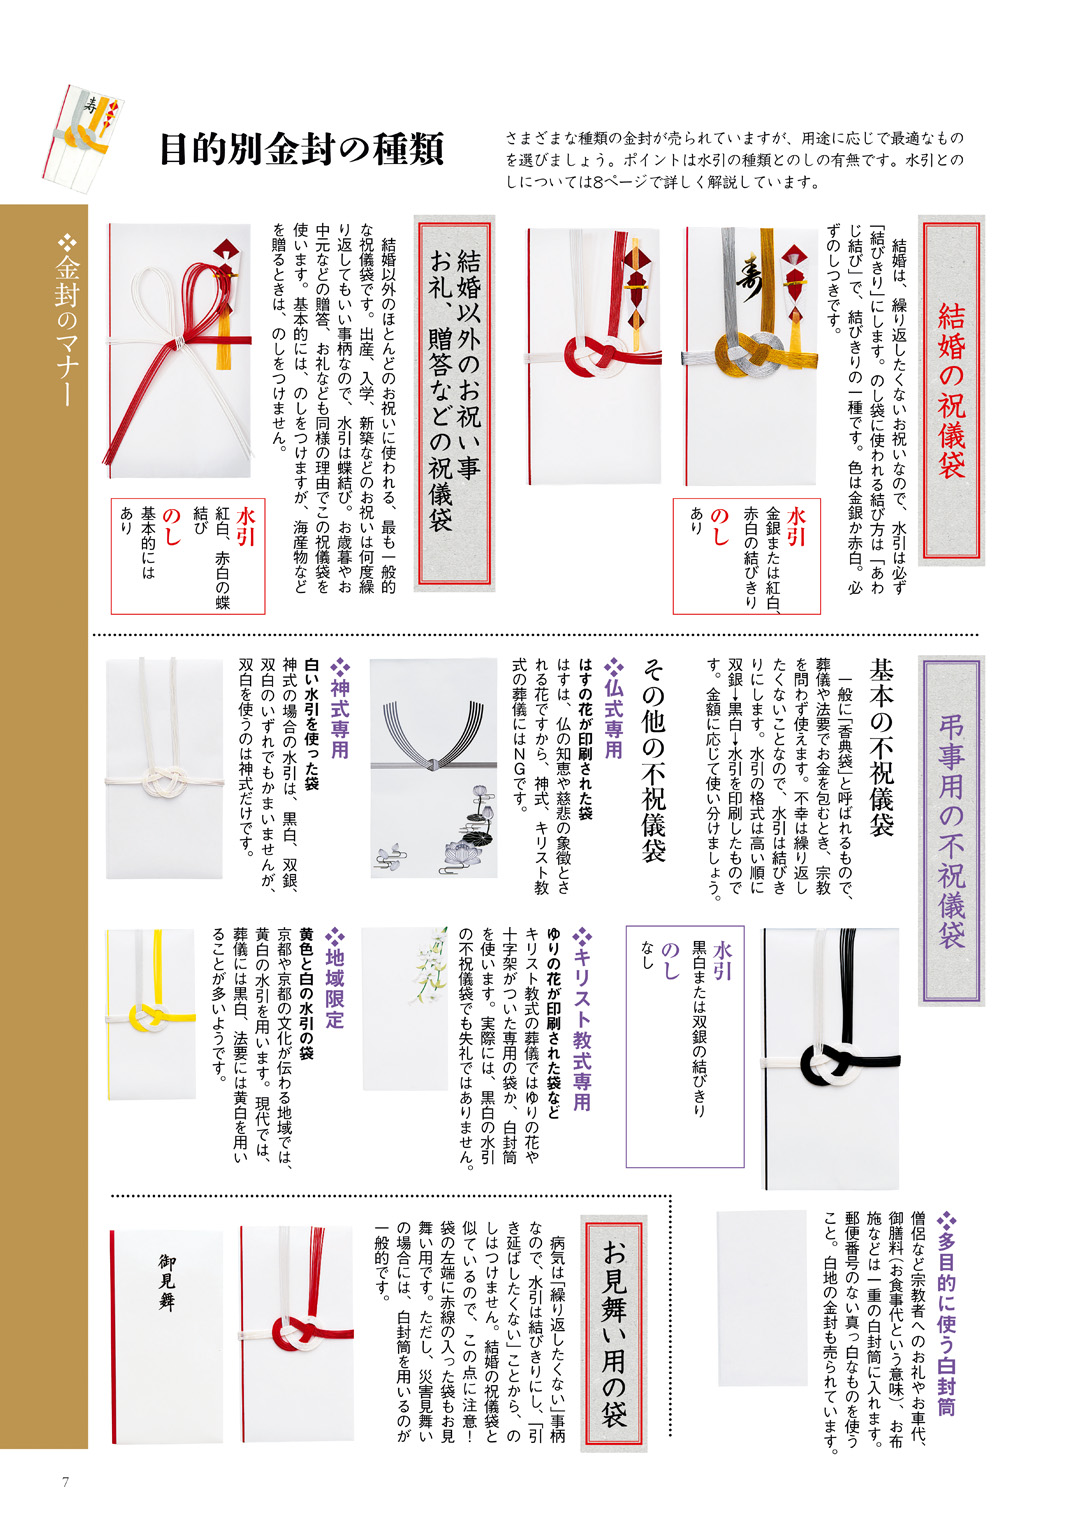 目的別金封の種類
さまざまな種類の金封が売られていますが、用途に応じで最適なもの
を選びましょう。ポイントは水引の種類とのしの有無です。水引との
しについては8ページで詳しく解説しています。
❖金封のマナー
結婚の祝儀袋
結婚は、繰り返したくないお祝いなので、水引は必ず
「結びきり」にします。のし袋に使われる結び方は「あわ
じ結び」で、結びきりの一種です。色は金銀か赤白。必
ずのしつきです。
寿
水引
金銀または紅白、
赤白の結びきり
のし
あり
結婚以外のお祝い事
お礼、贈答などの祝儀袋
結婚以外のほとんどのお祝いに使われる、最も一般的
な祝儀袋です。出産、入学、新築などのお祝いは何度繰
り返してもいい事柄なので、水引は蝶結び。お歳暮やお
中元などの贈答、お礼なども同様の理由でこの祝儀袋を
使います。基本的には、のしをつけますが、海産物など
を贈るときは、のしをつけません。
水引
紅白、赤白の蝶
結び
のし
基本的には
あり
弔事用の不祝儀袋
基本の不祝儀袋
一般に「香典袋」と呼ばれるもので、
葬儀や法要でお金を包むとき、宗教
を問わず使えます。不幸は繰り返し
たくないことなので、水引は結びき
りにします。水引の格式は高い順に
双銀→黒白→水引を印刷したもので
す。金額に応じて使い分けましょう。
水引
黒白または双銀の結びきり
のし
なし
その他の不祝儀袋
❖仏式専用
はすの花が印刷された袋
はすは、仏の知恵や慈悲の象徴とさ
れる花ですから、神式、キリスト教
式の葬儀にはNGです。
❖神式専用
白い水引を使った袋
神式の場合の水引は、黒白、双銀、
双白のいずれでもかまいませんが、
双白を使うのは神式だけです。
❖キリスト教式専用
ゆりの花が印刷された袋など
キリスト教式の葬儀ではゆりの花や
十字架がついた専用の袋か、白封筒
を使います。実際には、黒白の水引
の不祝儀袋でも失礼ではありません。
❖地域限定
黄色と白の水引の袋
京都や京都の文化が伝わる地域では、
黄白の水引を用います。現代では、
葬儀には黒白、法要には黄白を用い
ることが多いようです。
❖多目的に使う白封筒
僧侶など宗教者へのお礼やお車代、
御膳料（お食事代という意味）、お布
施などは一重の白封筒に入れます。
郵便番号のない真っ白なものを使う
こと。白地の金封も売られています。
お見舞い用の袋
病気は「繰り返したくない」事柄
なので、水引は結びきりにし、「引
き延ばしたくない」ことから、の
しはつけません。結婚の祝儀袋と
似ているので、この点に注意！
袋の左端に赤線の入った袋もお見
舞い用です。ただし、災害見舞い
の場合には、白封筒を用いるのが
一般的です。
御見舞
寿
7